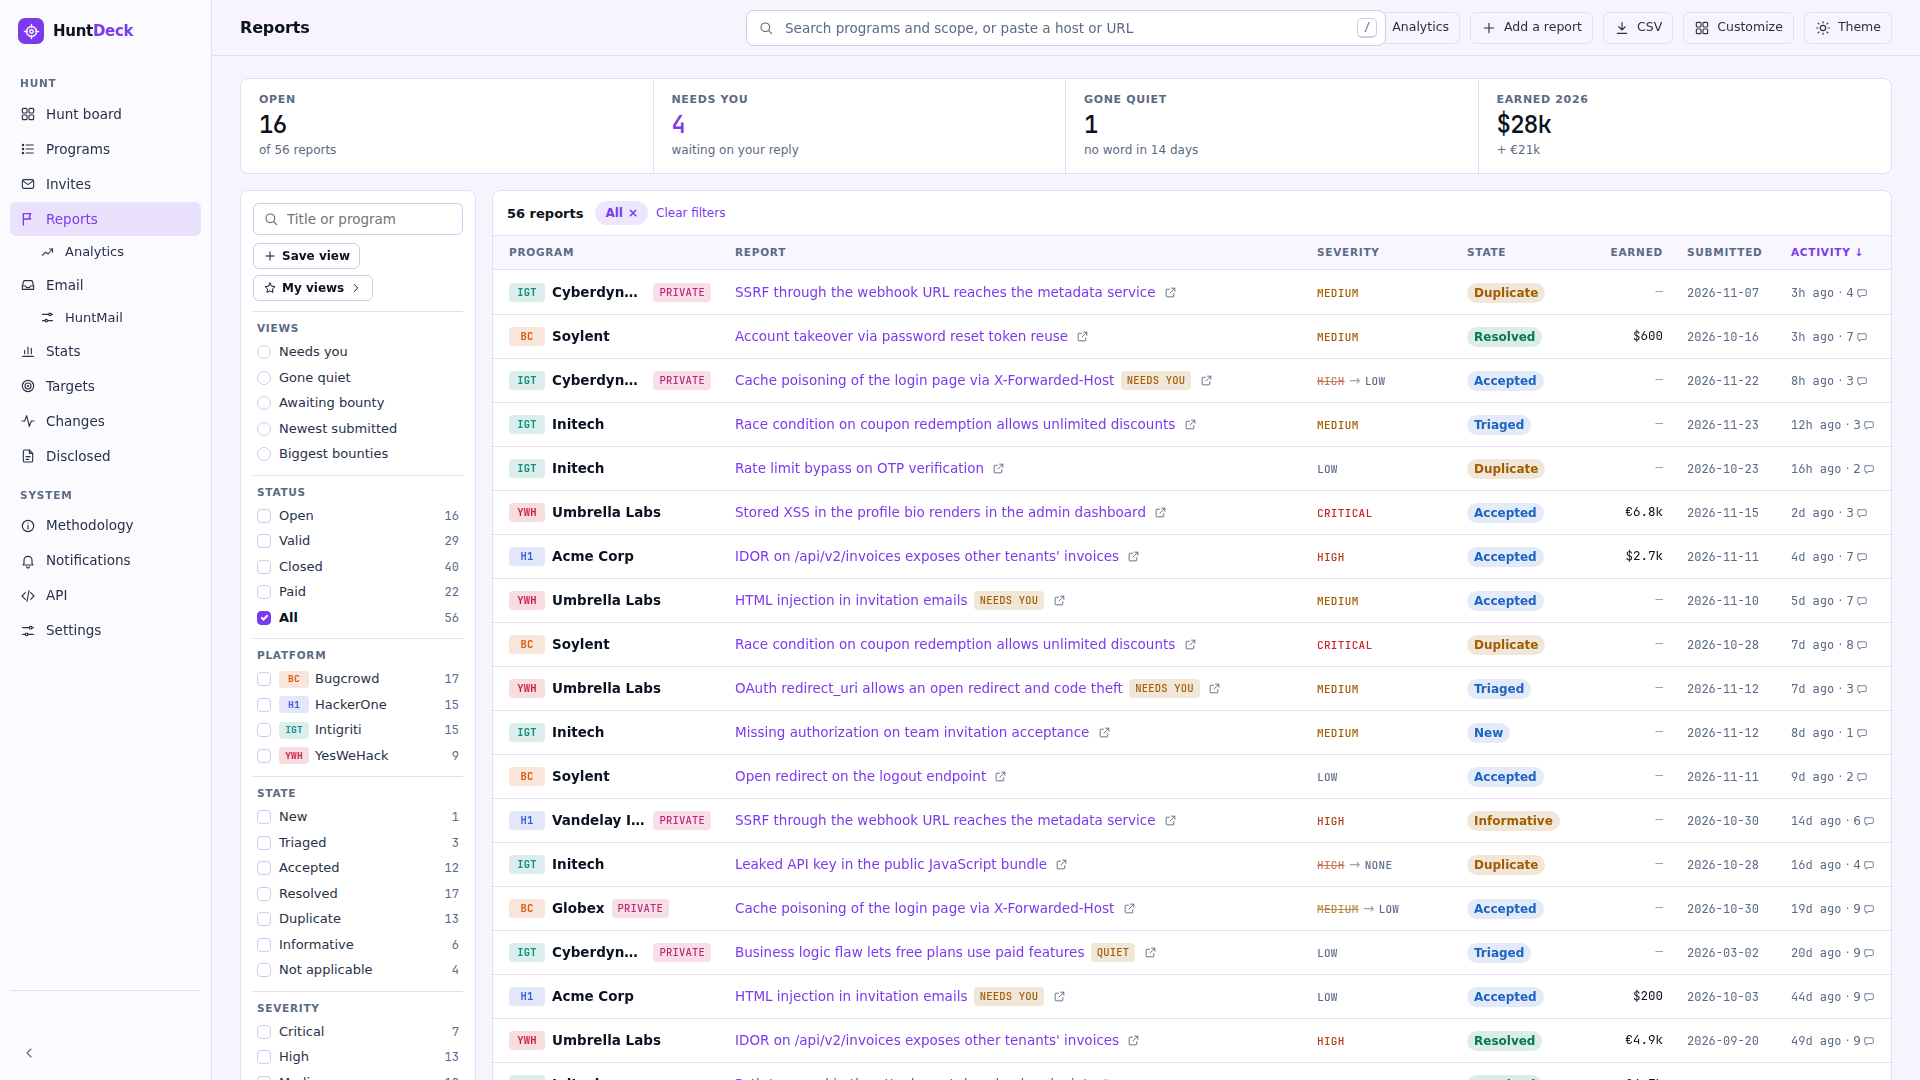 HuntDeck
HUNT
Hunt board
Programs
Invites
Reports
Analytics
Email
HuntMail
Stats
Targets
Changes
Disclosed
SYSTEM
Methodology
Notifications
API
Settings
Reports
Search programs and scope, or paste a host or URL /
Analytics
Add a report
CSV
Customize
Theme
OPEN
16
of 56 reports
NEEDS YOU
4
waiting on your reply
GONE QUIET
1
no word in 14 days
EARNED 2026
$28k
+ €21k
Title or program
Save view
My views
VIEWS
Needs you
Gone quiet
Awaiting bounty
Newest submitted
Biggest bounties
STATUS
Open 16
Valid 29
Closed 40
Paid 22
All 56
PLATFORM
BC Bugcrowd 17
H1 HackerOne 15
IGT Intigriti 15
YWH YesWeHack 9
STATE
New 1
Triaged 3
Accepted 12
Resolved 17
Duplicate 13
Informative 6
Not applicable 4
SEVERITY
Critical 7
High 13
56 reports All × Clear filters
PROGRAM REPORT SEVERITY STATE EARNED SUBMITTED ACTIVITY ↓
IGT Cyberdyn... PRIVATE SSRF through the webhook URL reaches the metadata service MEDIUM Duplicate — 2026-11-07 3h ago · 4
BC Soylent Account takeover via password reset token reuse MEDIUM Resolved $600 2026-10-16 3h ago · 7
IGT Cyberdyn... PRIVATE Cache poisoning of the login page via X-Forwarded-Host NEEDS YOU HIGH → LOW Accepted — 2026-11-22 8h ago · 3
IGT Initech Race condition on coupon redemption allows unlimited discounts MEDIUM Triaged — 2026-11-23 12h ago · 3
IGT Initech Rate limit bypass on OTP verification LOW Duplicate — 2026-10-23 16h ago · 2
YWH Umbrella Labs Stored XSS in the profile bio renders in the admin dashboard CRITICAL Accepted €6.8k 2026-11-15 2d ago · 3
H1 Acme Corp IDOR on /api/v2/invoices exposes other tenants' invoices HIGH Accepted $2.7k 2026-11-11 4d ago · 7
YWH Umbrella Labs HTML injection in invitation emails NEEDS YOU MEDIUM Accepted — 2026-11-10 5d ago · 7
BC Soylent Race condition on coupon redemption allows unlimited discounts CRITICAL Duplicate — 2026-10-28 7d ago · 8
YWH Umbrella Labs OAuth redirect_uri allows an open redirect and code theft NEEDS YOU MEDIUM Triaged — 2026-11-12 7d ago · 3
IGT Initech Missing authorization on team invitation acceptance MEDIUM New — 2026-11-12 8d ago · 1
BC Soylent Open redirect on the logout endpoint LOW Accepted — 2026-11-11 9d ago · 2
H1 Vandelay I... PRIVATE SSRF through the webhook URL reaches the metadata service HIGH Informative — 2026-10-30 14d ago · 6
IGT Initech Leaked API key in the public JavaScript bundle HIGH → NONE Duplicate — 2026-10-28 16d ago · 4
BC Globex PRIVATE Cache poisoning of the login page via X-Forwarded-Host MEDIUM → LOW Accepted — 2026-10-30 19d ago · 9
IGT Cyberdyn... PRIVATE Business logic flaw lets free plans use paid features QUIET LOW Triaged — 2026-03-02 20d ago · 9
H1 Acme Corp HTML injection in invitation emails NEEDS YOU LOW Accepted $200 2026-10-03 44d ago · 9
YWH Umbrella Labs IDOR on /api/v2/invoices exposes other tenants' invoices HIGH Resolved €4.9k 2026-09-20 49d ago · 9